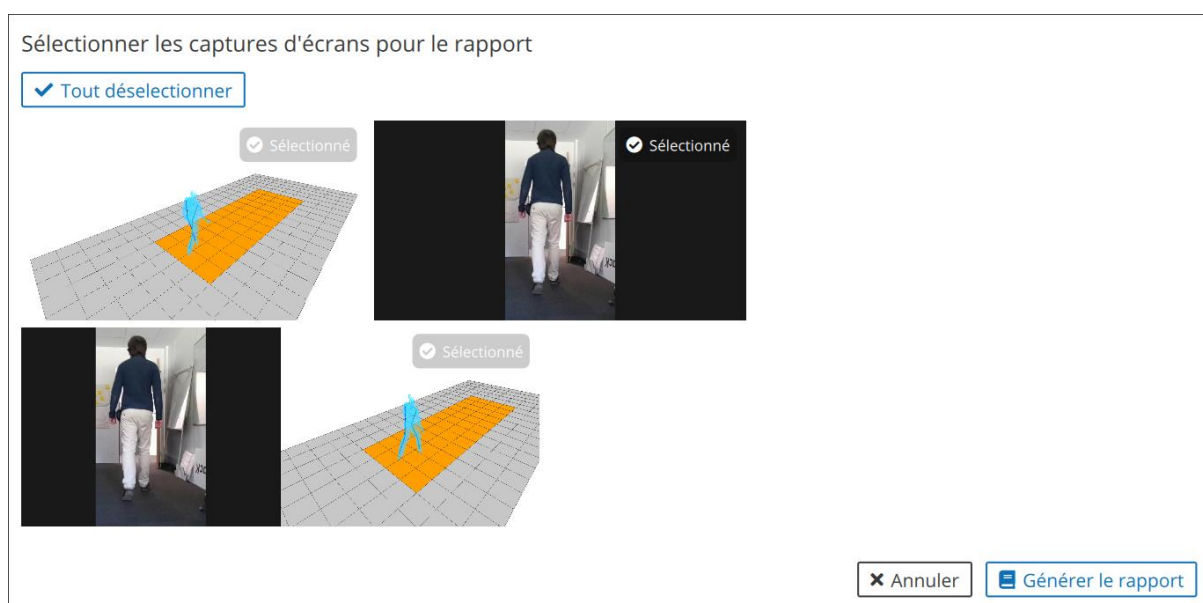 Sélectionner les captures d'écrans pour le rapport
Tout déselectionner
Sélectionné
Sélectionné
Sélectionné
Annuler
Générer le rapport